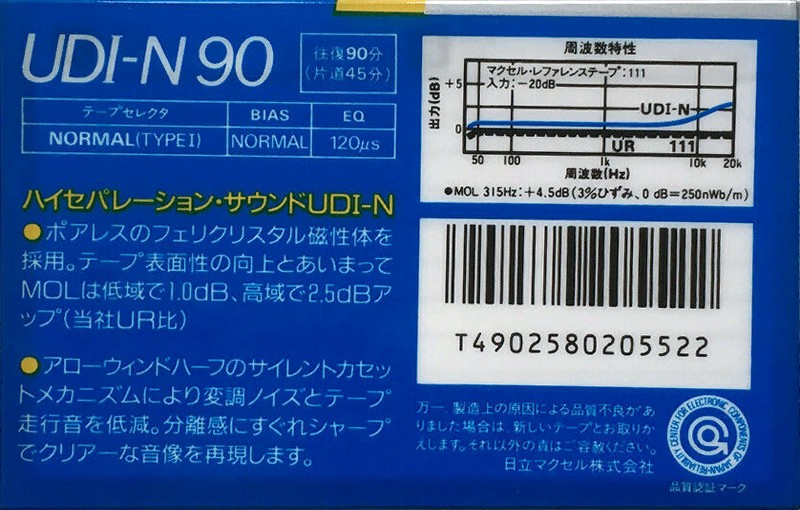 UDI-N 90
往復90分
(片道45分)
テープセレクタ BIAS EQ
NORMAL(TYPEI) NORMAL 120μs
ハイセパレーション・サウンドUDI-N
●ポアレスのフェリクリスタル磁性体を
採用。テープ表面性の向上とあいまって
MOLは低域で1.0dB、高域で2.5dBア
ップ(当社UR比)
●アローウィンドハーフのサイレントカセッ
トメカニズムにより変調ノイズとテープ
走行音を低減。分離感にすぐれシャープ
でクリアーな音像を再現します。
周波数特性
マクセル・レファレンステープ:111
入力:−20dB
出力(dB)
+5
0
UDI-N
UR 111
50 100 1k 10k 20k
周波数(Hz)
●MOL 315Hz:+4.5dB(3%ひずみ、0 dB=250nWb/m)
T4902580205522
万一、製造上の原因による品質不良があ
りました場合は、新しいテープとお取りか
えします。それ以外の責はご容赦ください。
日立マクセル株式会社
CENTER FOR ELECTRONIC COMPONENTS OF JAPAN-RELIABILITY
品質認証マーク